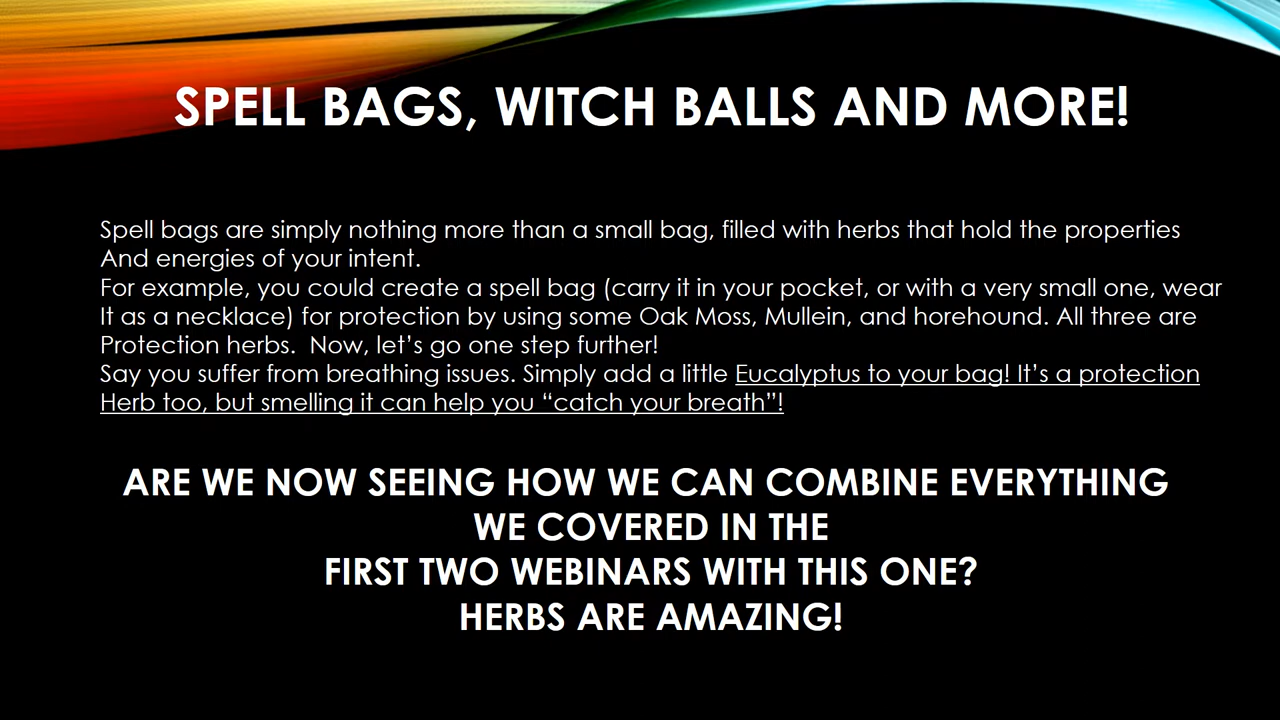 SPELL BAGS, WITCH BALLS AND MORE!
Spell bags are simply nothing more than a small bag, filled with herbs that hold the properties
And energies of your intent.
For example, you could create a spell bag (carry it in your pocket, or with a very small one, wear
It as a necklace) for protection by using some Oak Moss, Mullein, and horehound. All three are
Protection herbs.  Now, let’s go one step further!
Say you suffer from breathing issues. Simply add a little Eucalyptus to your bag! It’s a protection
Herb too, but smelling it can help you “catch your breath”!
ARE WE NOW SEEING HOW WE CAN COMBINE EVERYTHING
WE COVERED IN THE
FIRST TWO WEBINARS WITH THIS ONE?
HERBS ARE AMAZING!